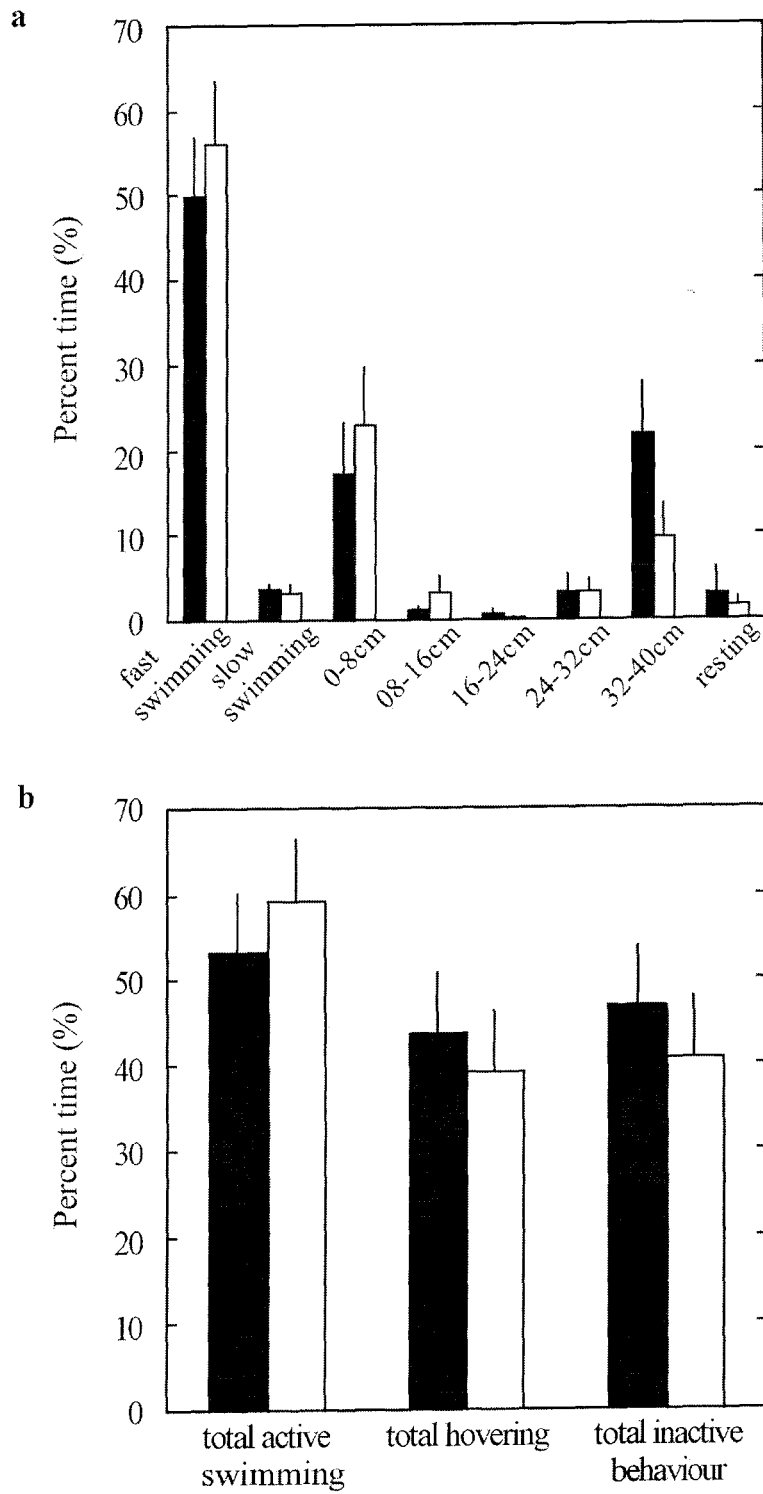 a
70
60
50
40
30
20
10
0
Percent time (%)
fast
swimming
slow
swimming
0-8cm
08-16cm
16-24cm
24-32cm
32-40cm
resting
b
70
60
50
40
30
20
10
0
Percent time (%)
total active
swimming
total hovering
total inactive
behaviour